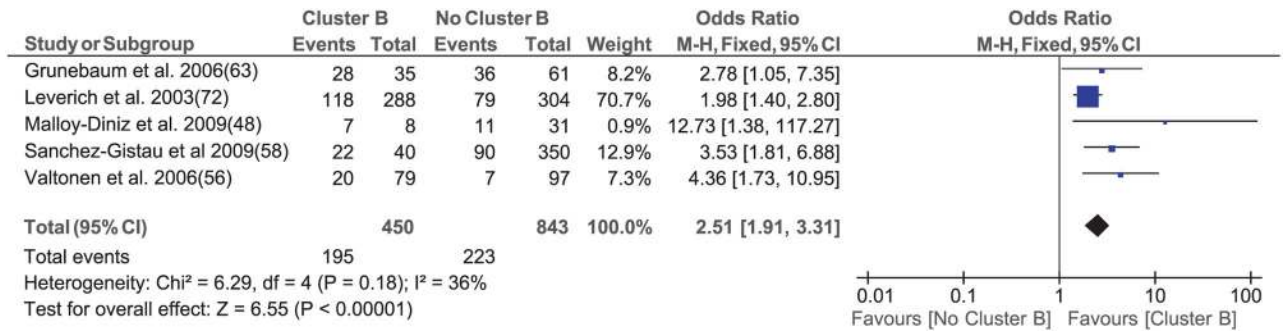 Cluster B No Cluster B Odds Ratio Odds Ratio
Study or Subgroup Events Total Events Total Weight M-H, Fixed, 95% CI M-H, Fixed, 95% CI
Grunebaum et al. 2006(63) 28 35 36 61 8.2% 2.78 [1.05, 7.35]
Leverich et al. 2003(72) 118 288 79 304 70.7% 1.98 [1.40, 2.80]
Malloy-Diniz et al. 2009(48) 7 8 11 31 0.9% 12.73 [1.38, 117.27]
Sanchez-Gistau et al 2009(58) 22 40 90 350 12.9% 3.53 [1.81, 6.88]
Valtonen et al. 2006(56) 20 79 7 97 7.3% 4.36 [1.73, 10.95]
Total (95% CI) 450 843 100.0% 2.51 [1.91, 3.31]
Total events 195 223
Heterogeneity: Chi² = 6.29, df = 4 (P = 0.18); I² = 36%
Test for overall effect: Z = 6.55 (P < 0.00001)
0.01 0.1 1 10 100
Favours [No Cluster B] Favours [Cluster B]